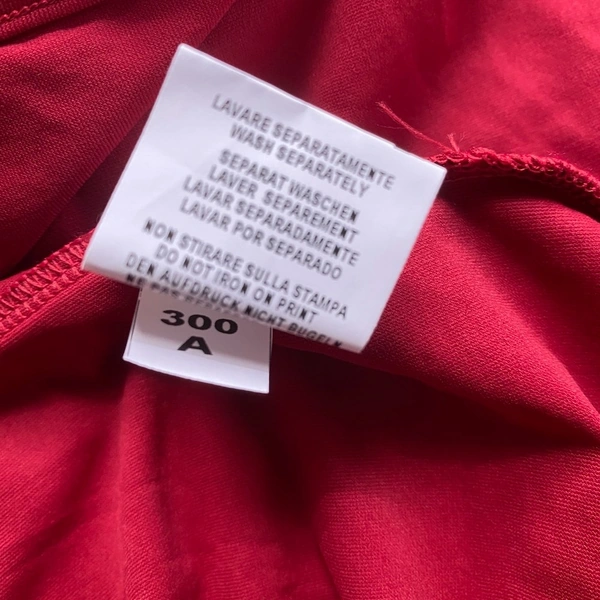 LAVARE SEPARATAMENTE
WASH SEPARATELY
SEPARAT WASCHEN
LAVER SEPAREMENT
LAVAR SEPARADAMENTE
LAVAR POR SEPARADO
NON STIRARE SULLA STAMPA
DO NOT IRON ON PRINT
DEN AUFDRUCK NICHT BUGELN
300
A